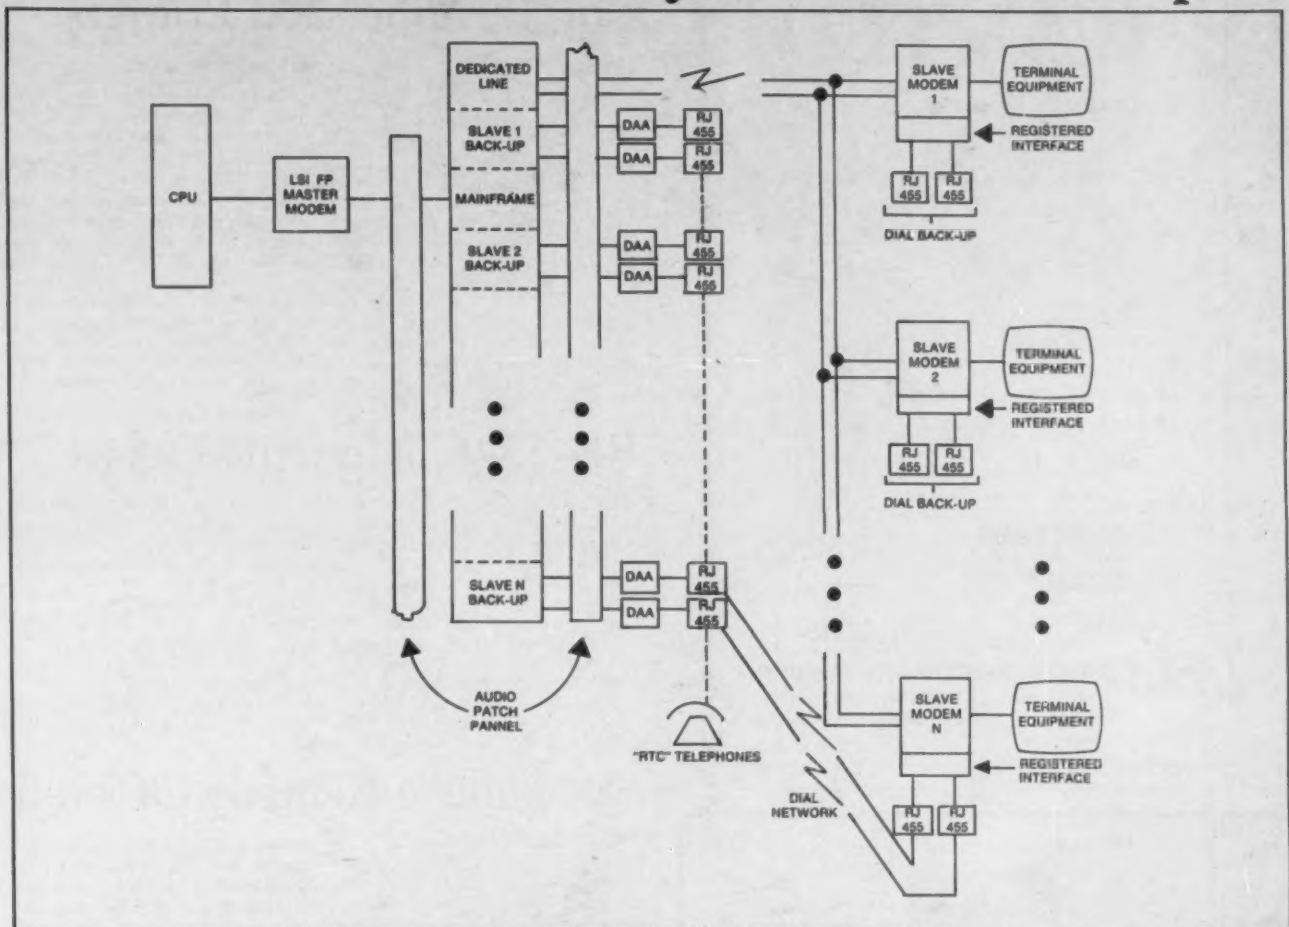 DEDICATED
LINE
SLAVE 1
BACK-UP
MAINFRAME
SLAVE 2
BACK-UP
SLAVE N
BACK-UP
CPU
LSI FP
MASTER
MODEM
AUDIO
PATCH
PANNEL
DAA
RJ
455
DAA
RJ
455
DAA
RJ
455
DAA
RJ
455
DAA
RJ
455
DAA
RJ
455
"RTC" TELEPHONES
DIAL
NETWORK
SLAVE
MODEM
1
TERMINAL
EQUIPMENT
REGISTERED
INTERFACE
RJ
455
RJ
455
DIAL BACK-UP
SLAVE
MODEM
2
TERMINAL
EQUIPMENT
REGISTERED
INTERFACE
RJ
455
RJ
455
DIAL BACK-UP
SLAVE
MODEM
N
TERMINAL
EQUIPMENT
REGISTERED
INTERFACE
RJ
455
RJ
455